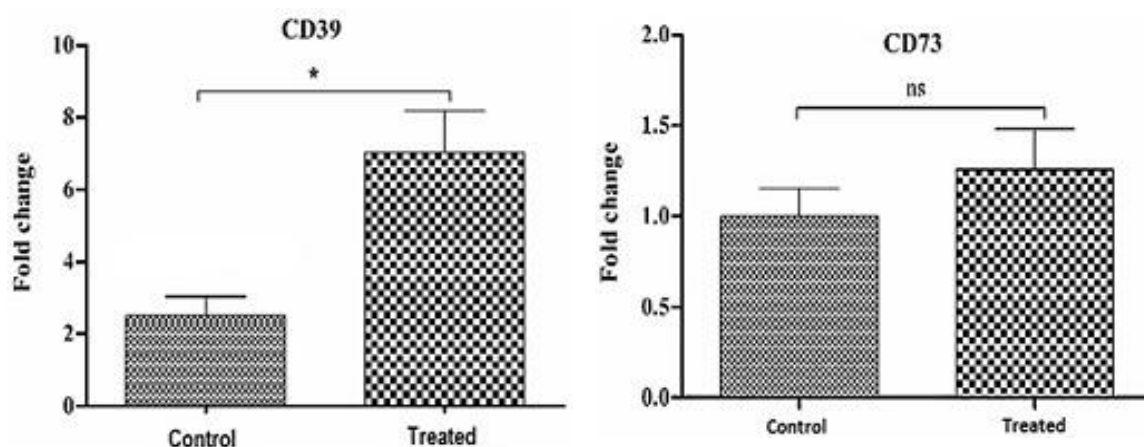 CD39
*
Fold change
10
8
6
4
2
0
Control
Treated
CD73
ns
Fold change
2.0
1.5
1.0
0.5
0.0
Control
Treated